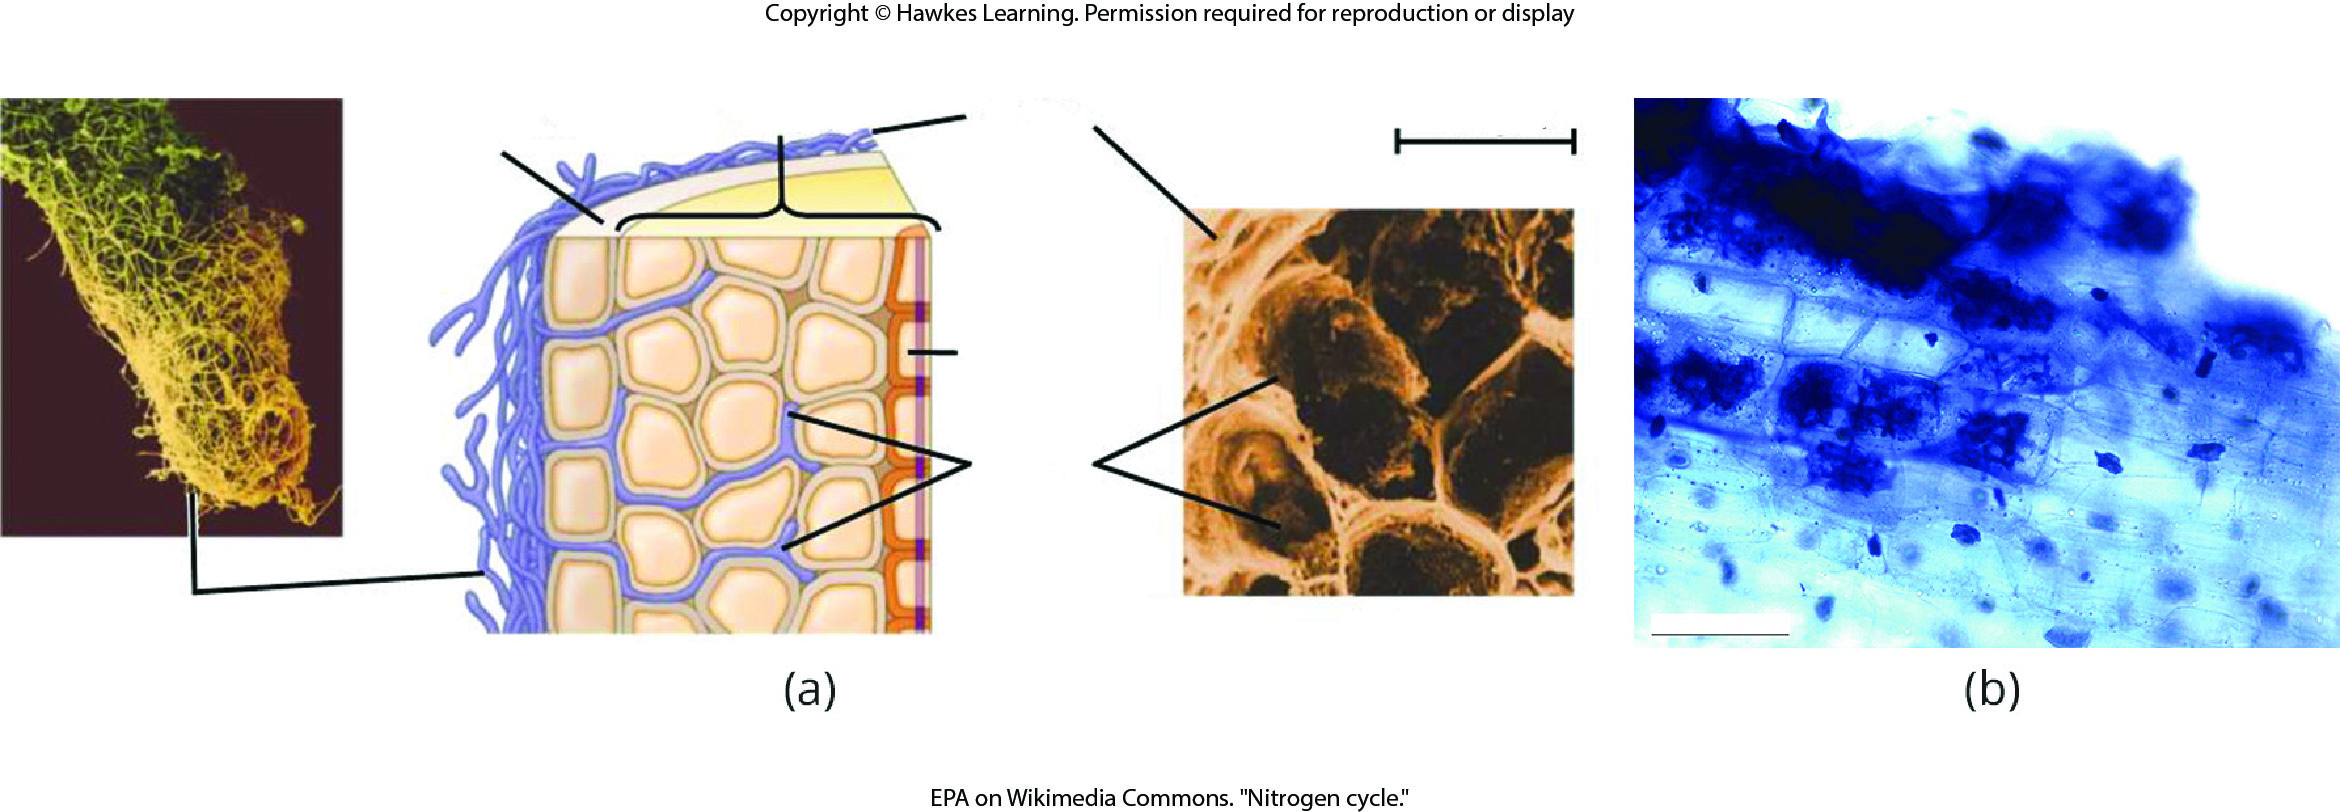 Copyright © Hawkes Learning. Permission required for reproduction or display
(a)
(b)
EPA on Wikimedia Commons. "Nitrogen cycle."